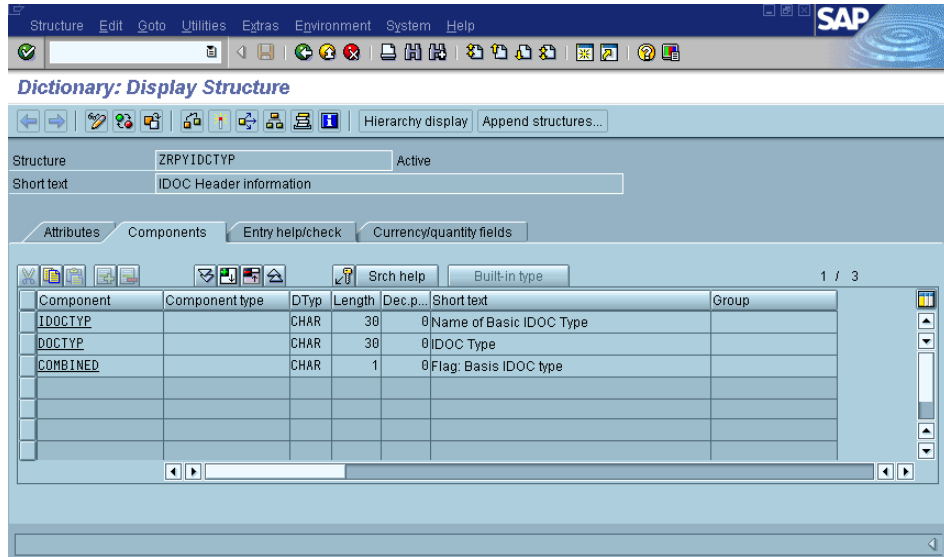 Structure Edit Goto Utilities Extras Environment System Help
SAP
Dictionary: Display Structure
Hierarchy display Append structures...
Structure ZRPYIDCTYP Active
Short text IDOC Header information
Attributes Components Entry help/check Currency/quantity fields
Srch help Built-in type 1 / 3
Component Component type DTyp Length Dec.p... Short text Group
IDOCTYP CHAR 30 0 Name of Basic IDOC Type
DOCTYP CHAR 30 0 IDOC Type
COMBINED CHAR 1 0 Flag: Basis IDOC type